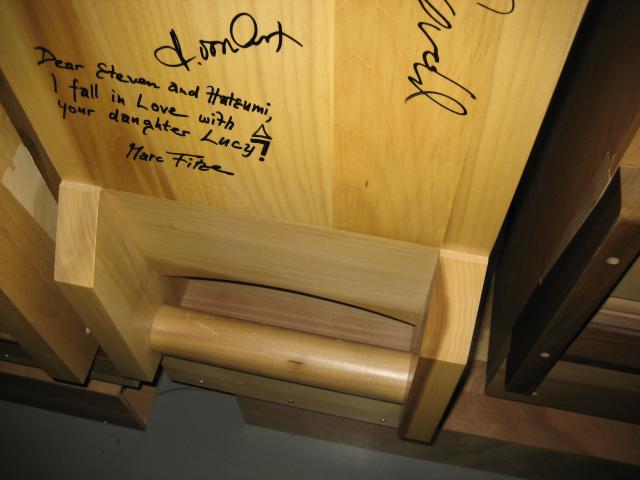 Dear Steven and Hatsumi,
I fall in Love with
your daughter Lucy!
Marc Fitze